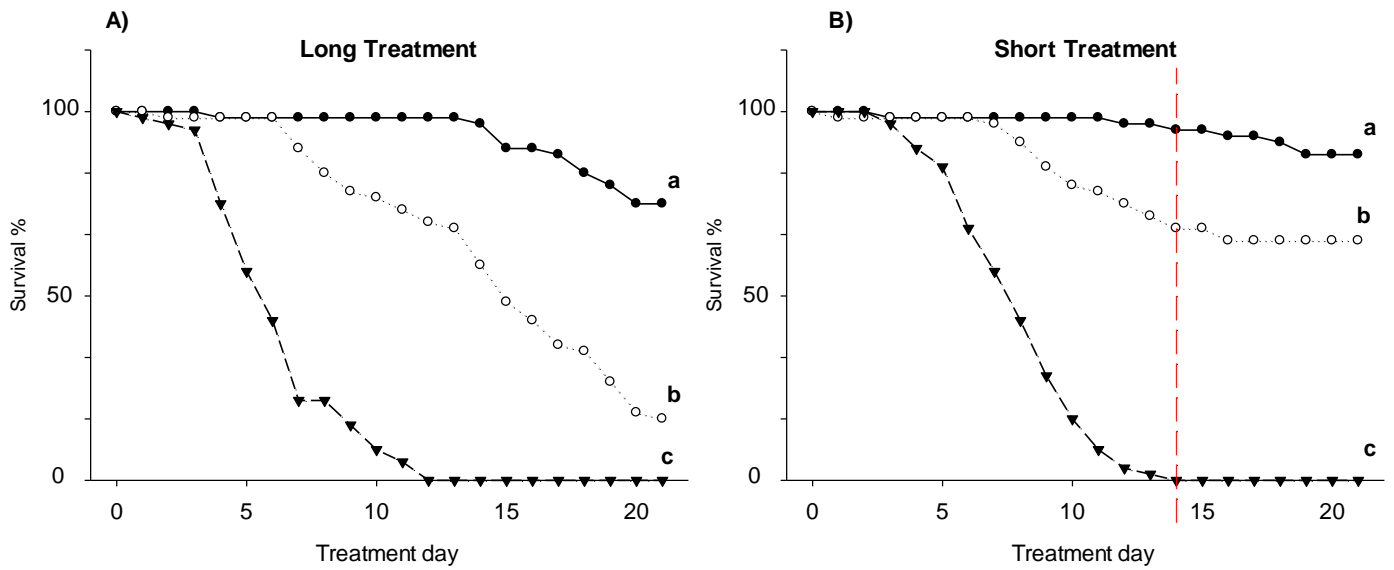 A)
Long Treatment
Survival %
100
50
0
a
b
c
0 5 10 15 20
Treatment day
B)
Short Treatment
Survival %
100
50
0
a
b
c
0 5 10 15 20
Treatment day